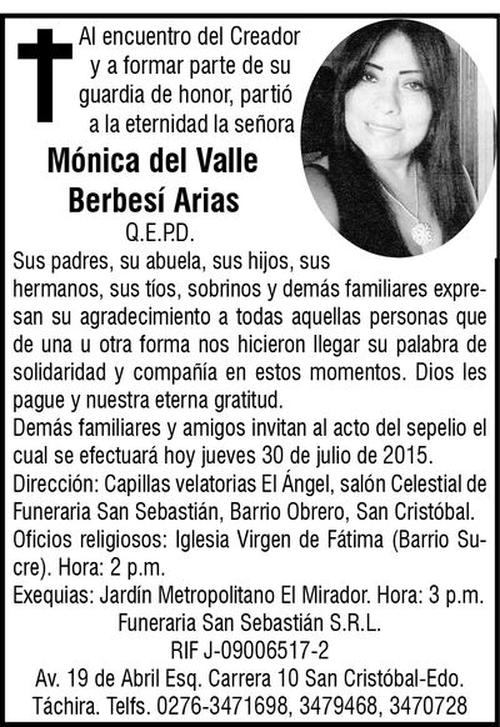 Al encuentro del Creador
y a formar parte de su
guardia de honor, partió
a la eternidad la señora
Mónica del Valle
Berbesí Arias
Q.E.P.D.
Sus padres, su abuela, sus hijos, sus
hermanos, sus tíos, sobrinos y demás familiares expre-
san su agradecimiento a todas aquellas personas que
de una u otra forma nos hicieron llegar su palabra de
solidaridad y compañía en estos momentos. Dios les
pague y nuestra eterna gratitud.
Demás familiares y amigos invitan al acto del sepelio el
cual se efectuará hoy jueves 30 de julio de 2015.
Dirección: Capillas velatorias El Ángel, salón Celestial de
Funeraria San Sebastián, Barrio Obrero, San Cristóbal.
Oficios religiosos: Iglesia Virgen de Fátima (Barrio Su-
cre). Hora: 2 p.m.
Exequias: Jardín Metropolitano El Mirador. Hora: 3 p.m.
Funeraria San Sebastián S.R.L.
RIF J-09006517-2
Av. 19 de Abril Esq. Carrera 10 San Cristóbal-Edo.
Táchira. Telfs. 0276-3471698, 3479468, 3470728